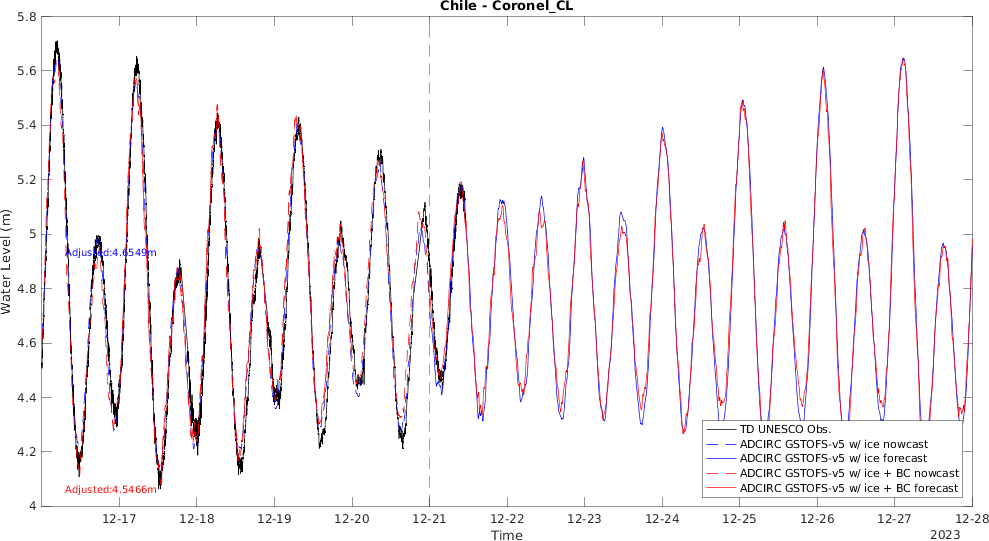 Chile - Coronel_CL
5.8
5.6
5.4
5.2
5
4.8
4.6
4.4
4.2
4
Water Level (m)
Adjusted:4.6549m
Adjusted:4.5466m
TD UNESCO Obs.
ADCIRC GSTOFS-v5 w/ ice nowcast
ADCIRC GSTOFS-v5 w/ ice forecast
ADCIRC GSTOFS-v5 w/ ice + BC nowcast
ADCIRC GSTOFS-v5 w/ ice + BC forecast
12-17 12-18 12-19 12-20 12-21 12-22 12-23 12-24 12-25 12-26 12-27 12-28
Time
2023